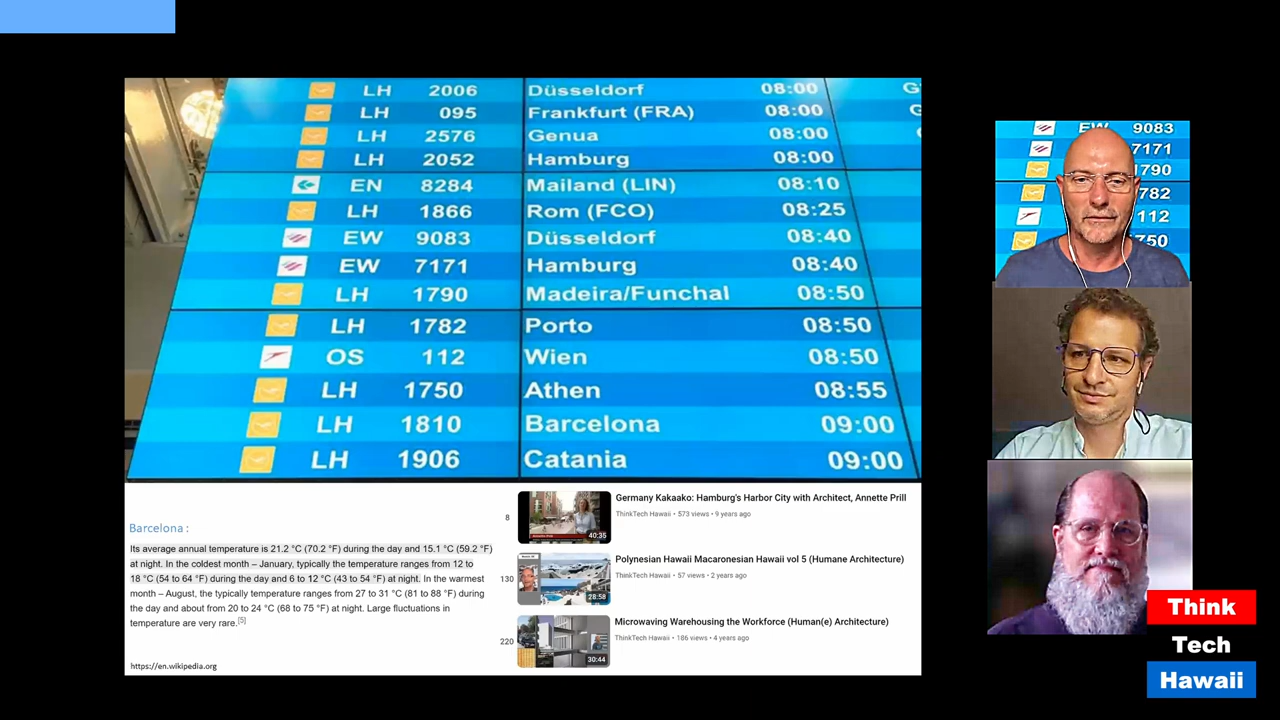 LH 2006 Düsseldorf 08:00 G
LH 095 Frankfurt (FRA) 08:00 G
LH 2576 Genua 08:00
LH 2052 Hamburg 08:00
EN 8284 Mailand (LIN) 08:10
LH 1866 Rom (FCO) 08:25
EW 9083 Düsseldorf 08:40
EW 7171 Hamburg 08:40
LH 1790 Madeira/Funchal 08:50
LH 1782 Porto 08:50
OS 112 Wien 08:50
LH 1750 Athen 08:55
LH 1810 Barcelona 09:00
LH 1906 Catania 09:00
Barcelona :
Its average annual temperature is 21.2 °C (70.2 °F) during the day and 15.1 °C (59.2 °F)
at night. In the coldest month – January, typically the temperature ranges from 12 to
18 °C (54 to 64 °F) during the day and 6 to 12 °C (43 to 54 °F) at night. In the warmest
month – August, the typically temperature ranges from 27 to 31 °C (81 to 88 °F) during
the day and about from 20 to 24 °C (68 to 75 °F) at night. Large fluctuations in
temperature are very rare.[5]
https://en.wikipedia.org
8
40:35
Germany Kakaako: Hamburg's Harbor City with Architect, Annette Prill
ThinkTech Hawaii • 573 views • 9 years ago
130
28:58
Polynesian Hawaii Macaronesian Hawaii vol 5 (Humane Architecture)
ThinkTech Hawaii • 57 views • 2 years ago
220
30:44
Microwaving Warehousing the Workforce (Human(e) Architecture)
ThinkTech Hawaii • 186 views • 4 years ago
EW 9083
7171
1790
782
112
750
Think
Tech
Hawaii